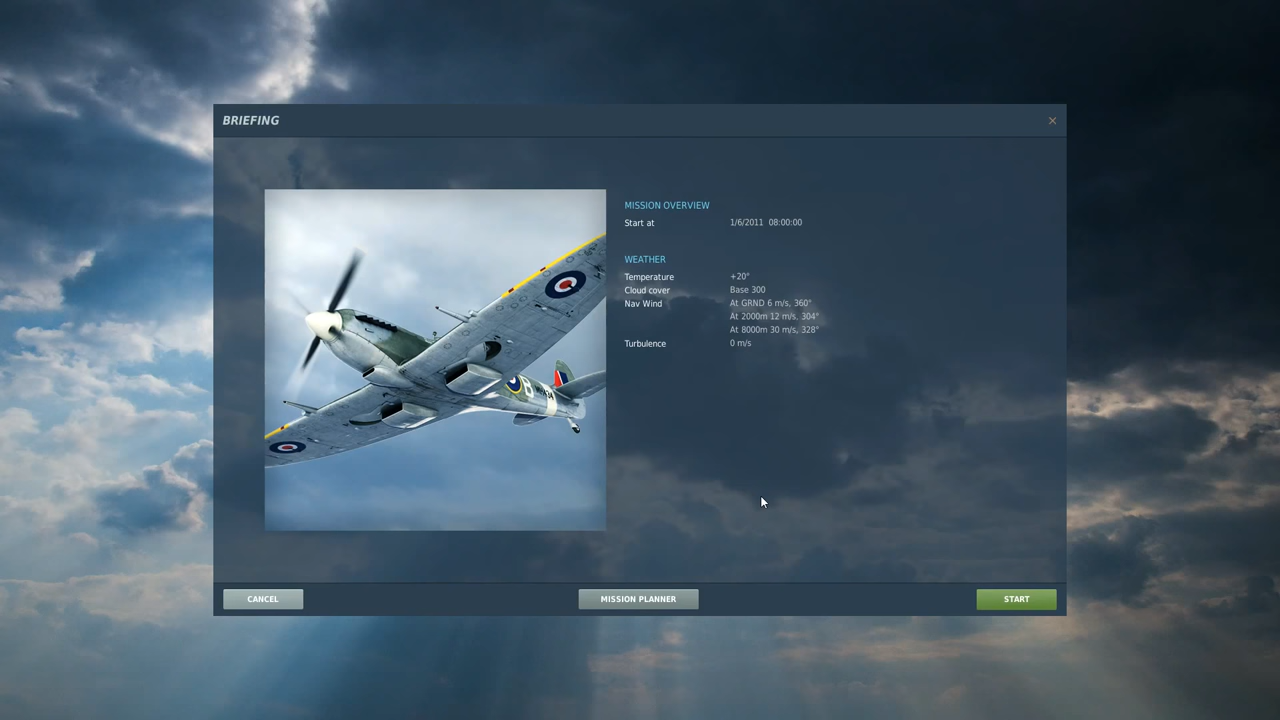 BRIEFING
MISSION OVERVIEW
Start at 1/6/2011 08:00:00
WEATHER
Temperature +20°
Cloud cover Base 300
Nav Wind At GRND 6 m/s, 360°
At 2000m 12 m/s, 304°
At 8000m 30 m/s, 328°
Turbulence 0 m/s
CANCEL MISSION PLANNER START